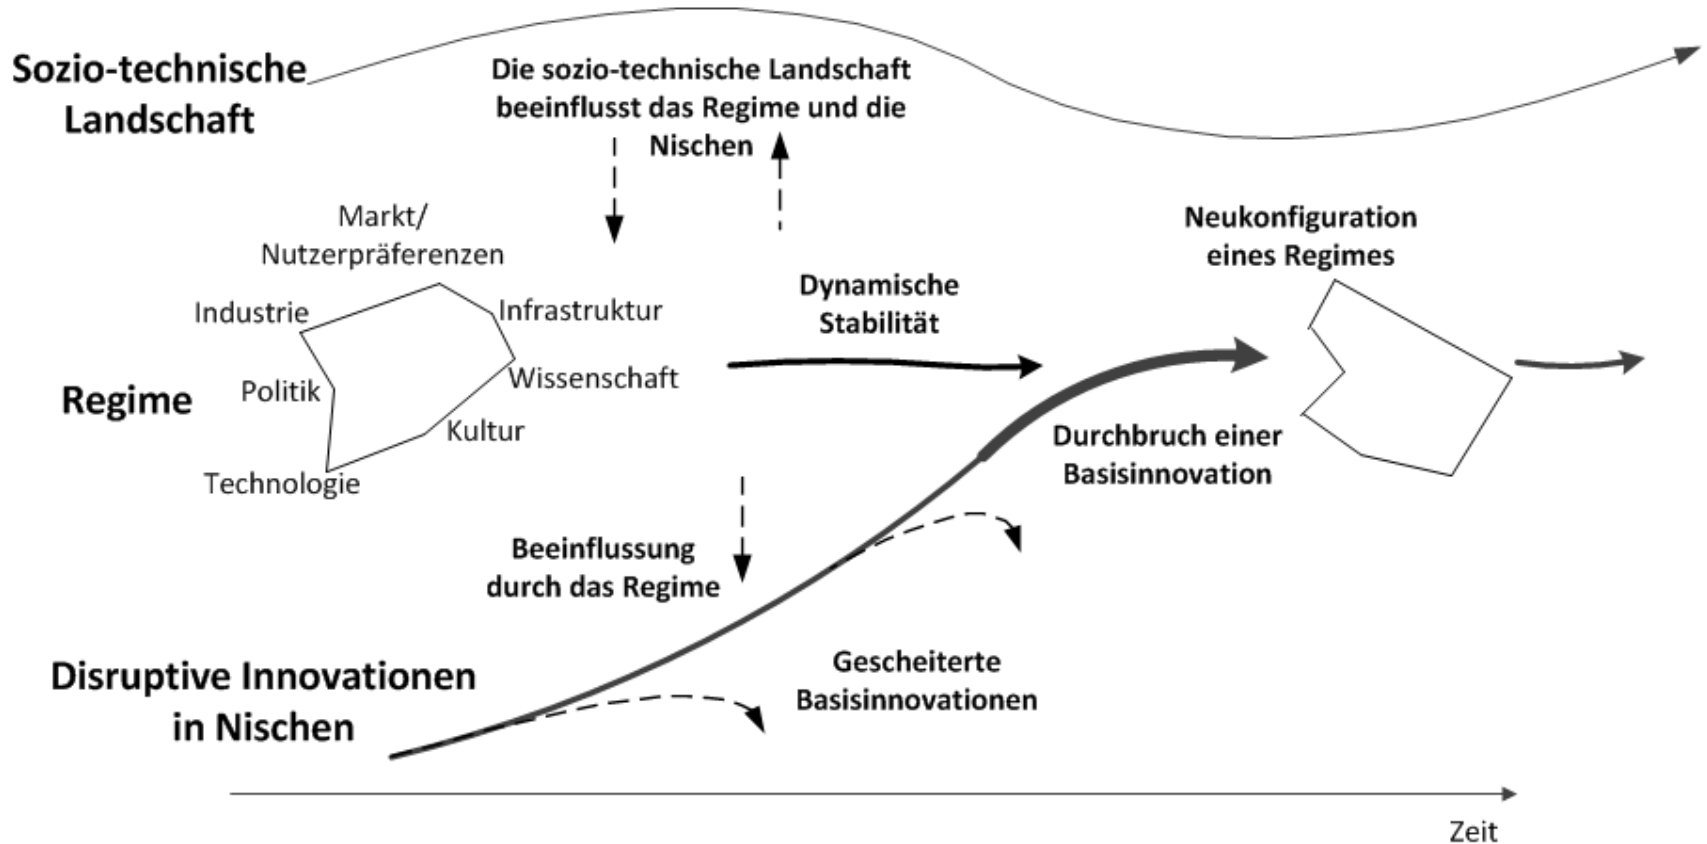 Sozio-technische
Landschaft
Die sozio-technische Landschaft
beeinflusst das Regime und die
Nischen
Markt/
Nutzerpräferenzen
Industrie
Infrastruktur
Politik
Wissenschaft
Kultur
Technologie
Regime
Dynamische
Stabilität
Neukonfiguration
eines Regimes
Durchbruch einer
Basisinnovation
Beeinflussung
durch das Regime
Disruptive Innovationen
in Nischen
Gescheiterte
Basisinnovationen
Zeit